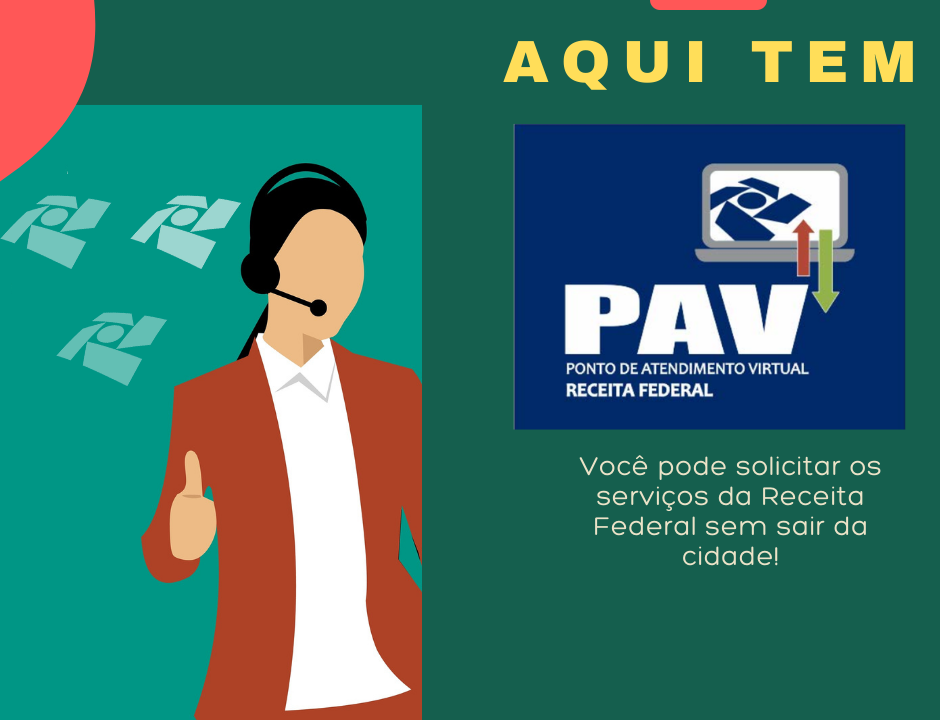 AQUI TEM
PAV
PONTO DE ATENDIMENTO VIRTUAL
RECEITA FEDERAL
Você pode solicitar os
serviços da Receita
Federal sem sair da
cidade!